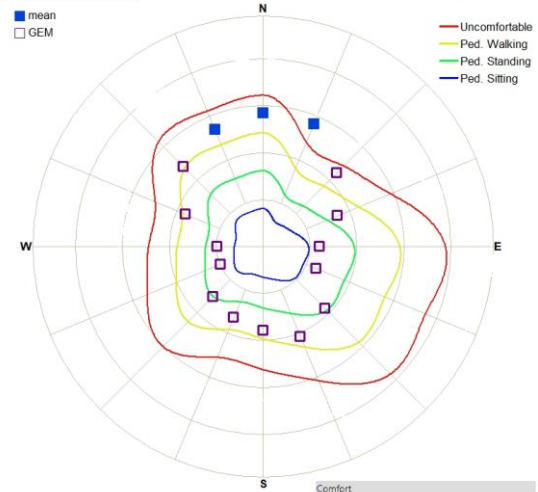 N
mean
GEM
Uncomfortable
Ped. Walking
Ped. Standing
Ped. Sitting
W
E
S
Comfort